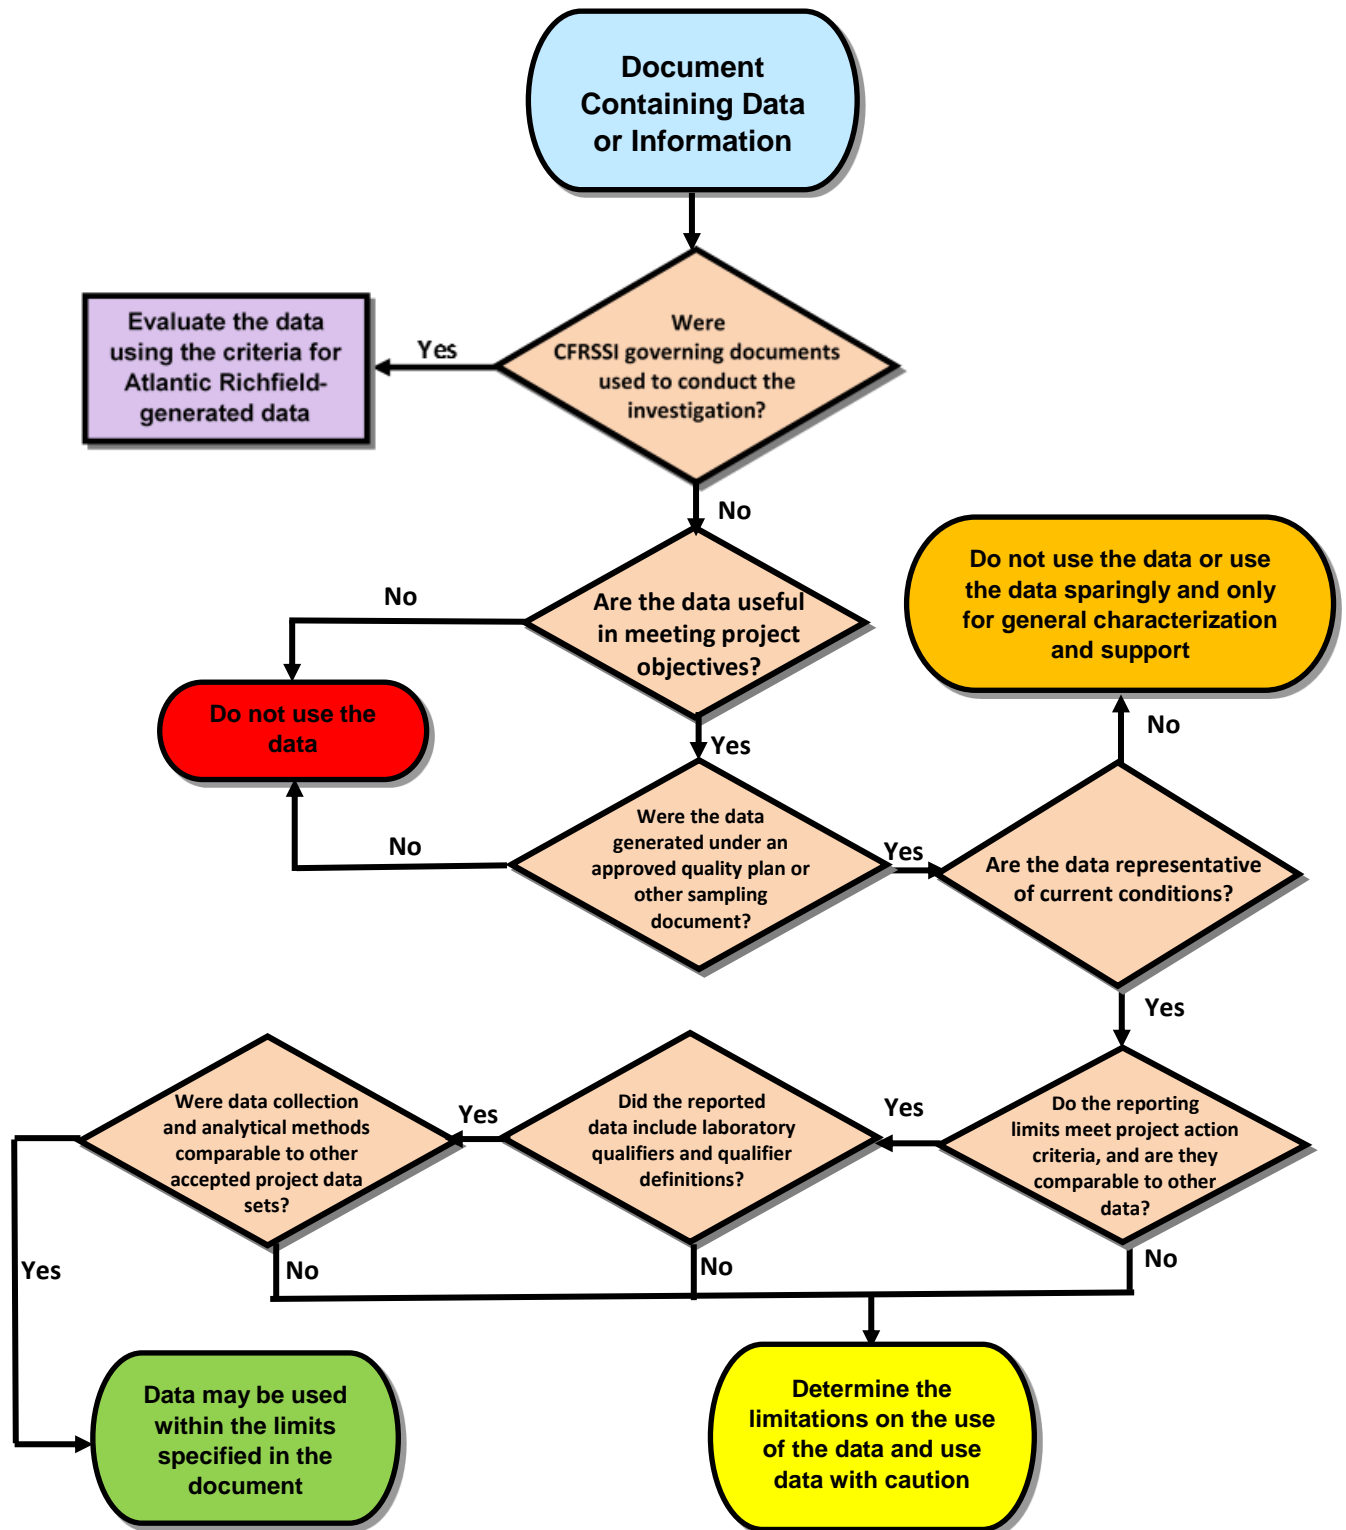 Document
Containing Data
or Information
Were
CFRSSI governing documents
used to conduct the
investigation?
Yes
Evaluate the data
using the criteria for
Atlantic Richfield-
generated data
No
Are the data useful
in meeting project
objectives?
No
Do not use the
data
Yes
Were the data
generated under an
approved quality plan or
other sampling
document?
No
Yes
Are the data representative
of current conditions?
No
Do not use the data or use
the data sparingly and only
for general characterization
and support
Yes
Do the reporting
limits meet project action
criteria, and are they
comparable to other
data?
Yes
No
Did the reported
data include laboratory
qualifiers and qualifier
definitions?
Yes
No
Were data collection
and analytical methods
comparable to other
accepted project data
sets?
Yes
No
Data may be used
within the limits
specified in the
document
Determine the
limitations on the use
of the data and use
data with caution